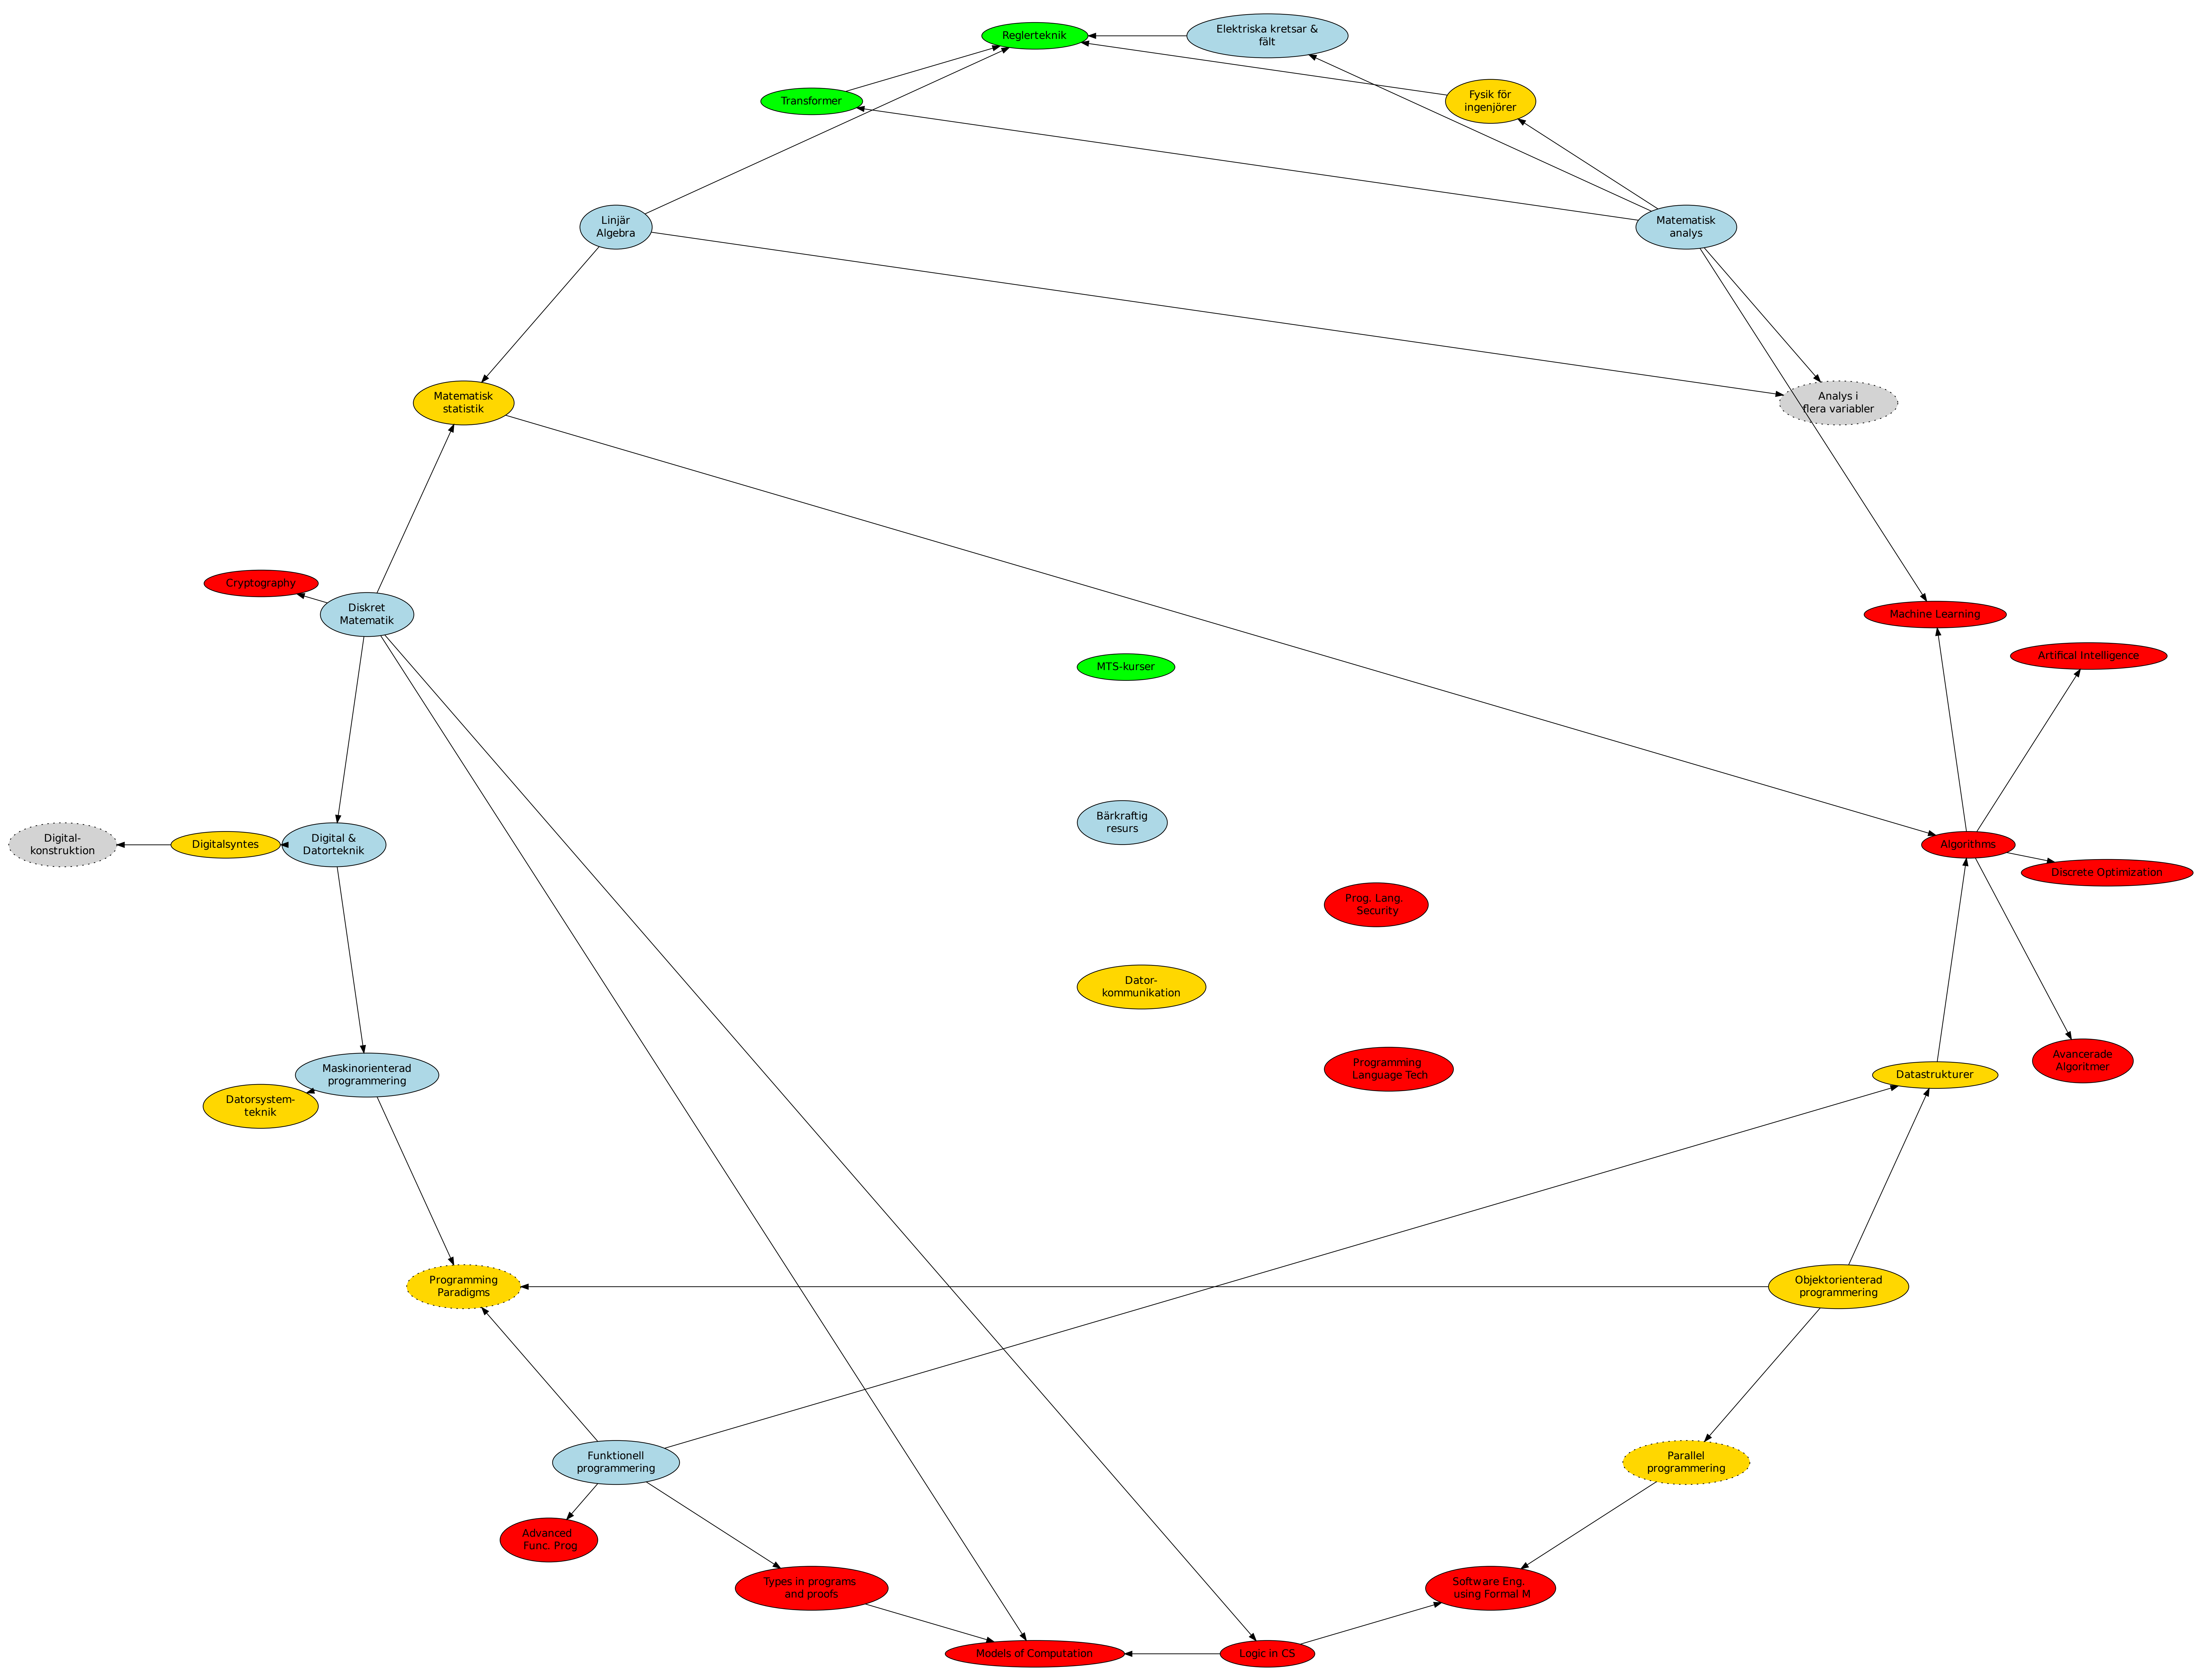 Reglerteknik
Elektriska kretsar &
fält
Transformer
Fysik för
ingenjörer
Linjär
Algebra
Matematisk
analys
Matematisk
statistik
Analys i
flera variabler
Cryptography
Diskret
Matematik
Machine Learning
Artifical Intelligence
MTS-kurser
Bärkraftig
resurs
Digital-
konstruktion
Digitalsyntes
Digital &
Datorteknik
Algorithms
Discrete Optimization
Prog. Lang.
Security
Dator-
kommunikation
Programming
Language Tech
Avancerade
Algoritmer
Maskinorienterad
programmering
Datastrukturer
Datorsystem-
teknik
Programming
Paradigms
Objektorienterad
programmering
Funktionell
programmering
Parallel
programmering
Advanced
Func. Prog
Types in programs
and proofs
Software Eng.
using Formal M
Models of Computation
Logic in CS